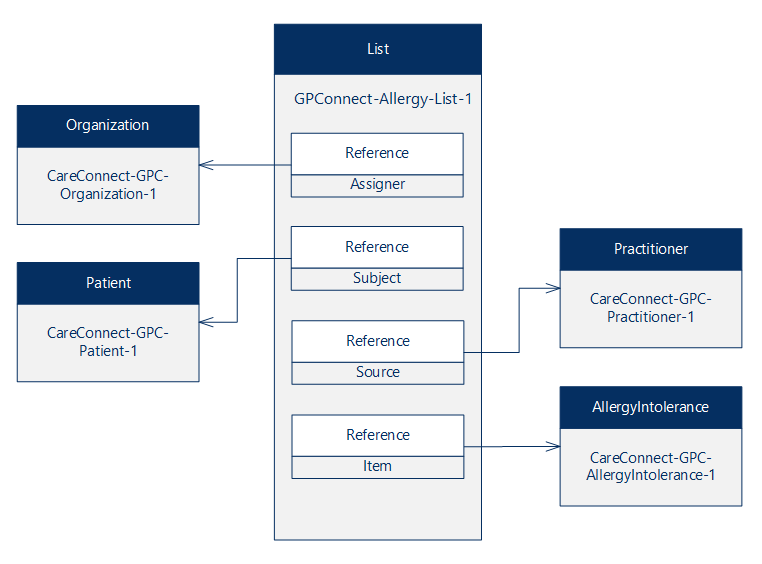 List
GPConnect-Allergy-List-1
Organization
CareConnect-GPC-
Organization-1
Reference
Assigner
Patient
CareConnect-GPC-
Patient-1
Reference
Subject
Reference
Source
Practitioner
CareConnect-GPC-
Practitioner-1
Reference
Item
AllergyIntolerance
CareConnect-GPC-
AllergyIntolerance-1